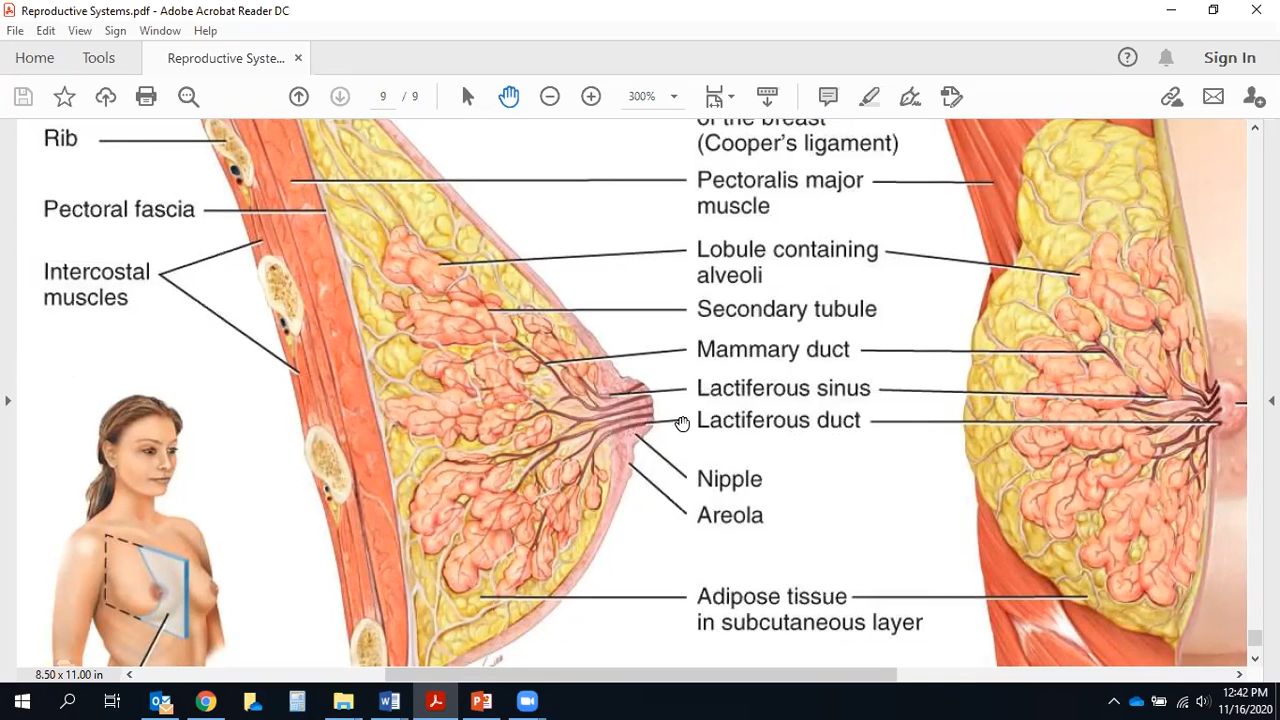 Reproductive Systems.pdf - Adobe Acrobat Reader DC
File Edit View Sign Window Help
Home Tools Reproductive Syste... ×
Sign In
9 / 9
300%
of the breast
Rib
(Cooper's ligament)
Pectoralis major
muscle
Pectoral fascia
Lobule containing
alveoli
Intercostal
muscles
Secondary tubule
Mammary duct
Lactiferous sinus
Lactiferous duct
Nipple
Areola
Adipose tissue
in subcutaneous layer
8.50 x 11.00 in
12:42 PM
11/16/2020